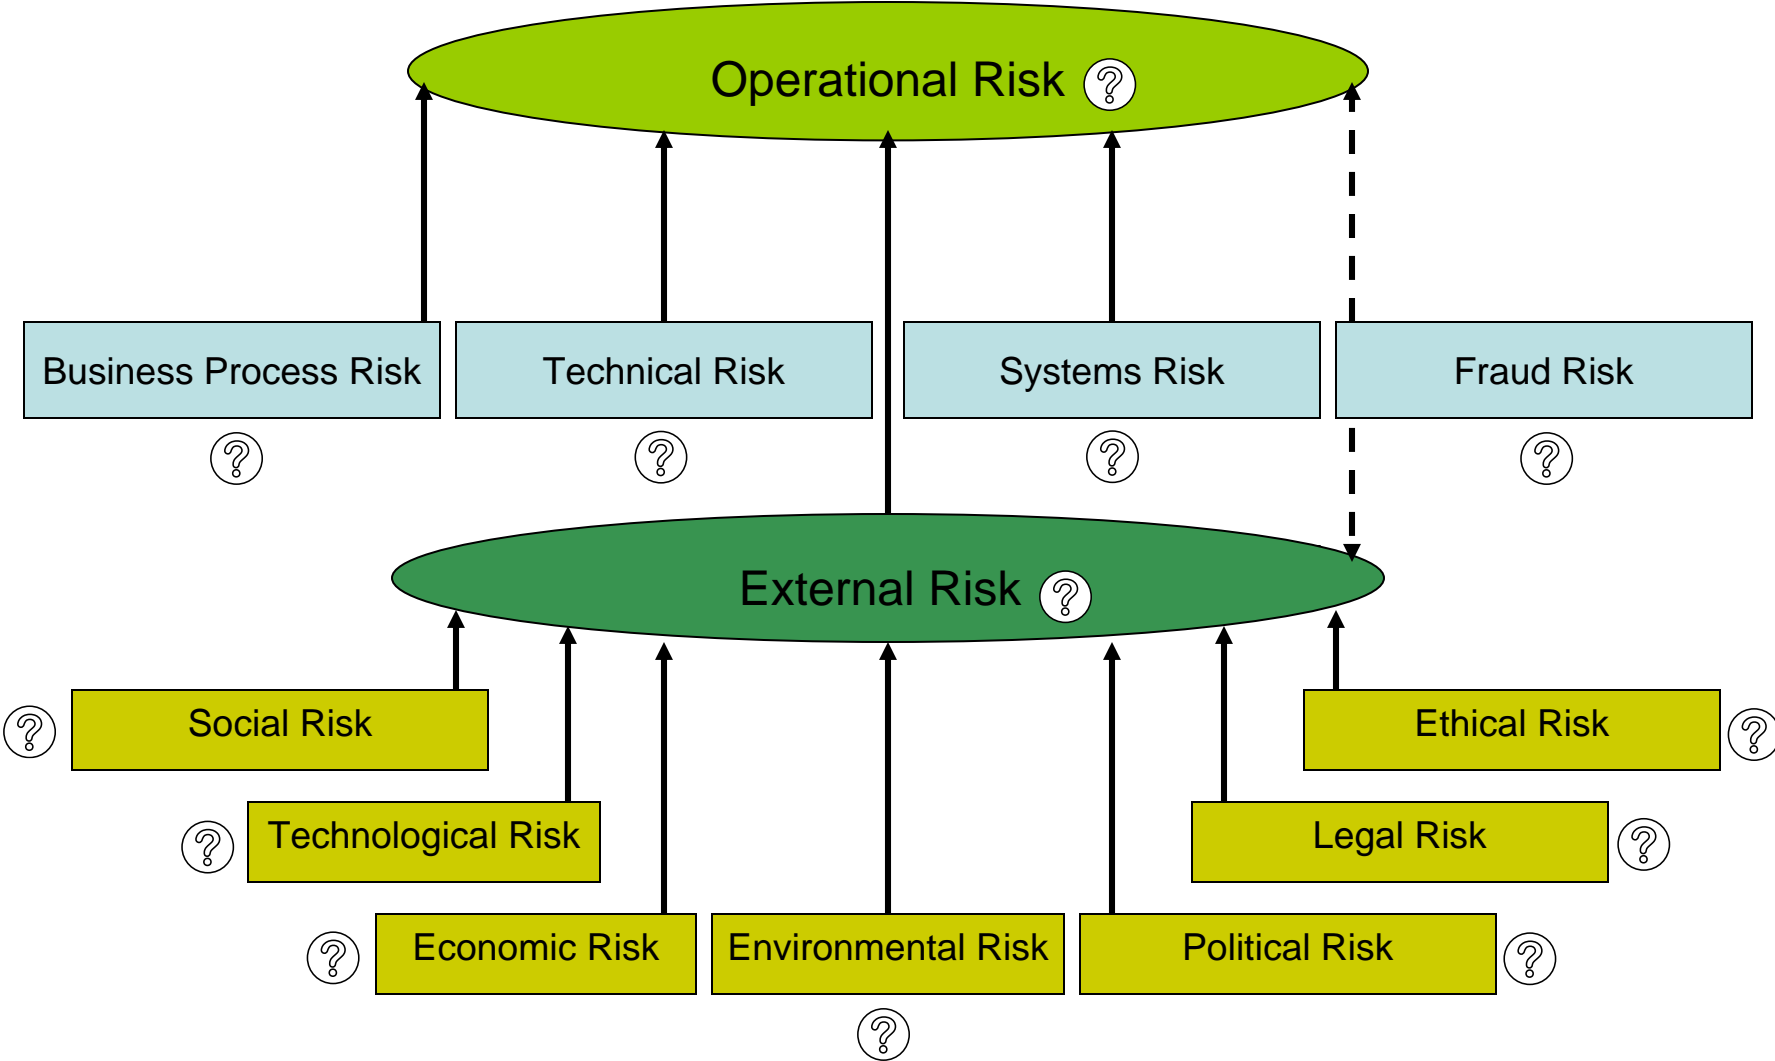 Operational Risk ?
Business Process Risk
Technical Risk
Systems Risk
Fraud Risk
?
?
?
?
External Risk ?
? Social Risk
Ethical Risk ?
? Technological Risk
Legal Risk ?
? Economic Risk
Environmental Risk
Political Risk ?
?